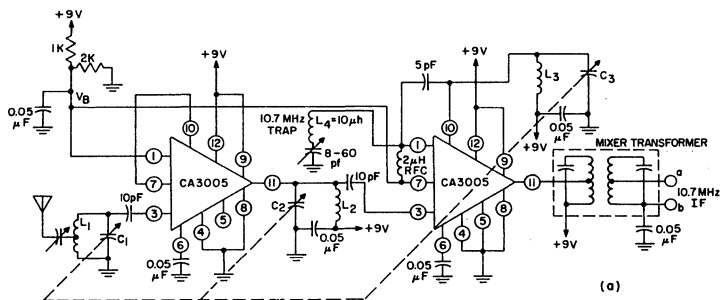 +9V
1K
2K
0.05
µF
V_B
10
+9V
12
9
1
7
3
CA3005
11
6
4
5
8
0.05
µF
10pF
L1
C1
10.7 MHz
TRAP
L4=10µh
8-60
pf
10pF
C2
L2
0.05
µF
+9V
5pF
+9V
10
12
9
1
2µH
RFC
7
3
CA3005
11
6
4
5
8
0.05
µF
L3
C3
+9V
0.05
µF
MIXER TRANSFORMER
a
10.7 MHz
IF
b
+9V
0.05
µF
(a)